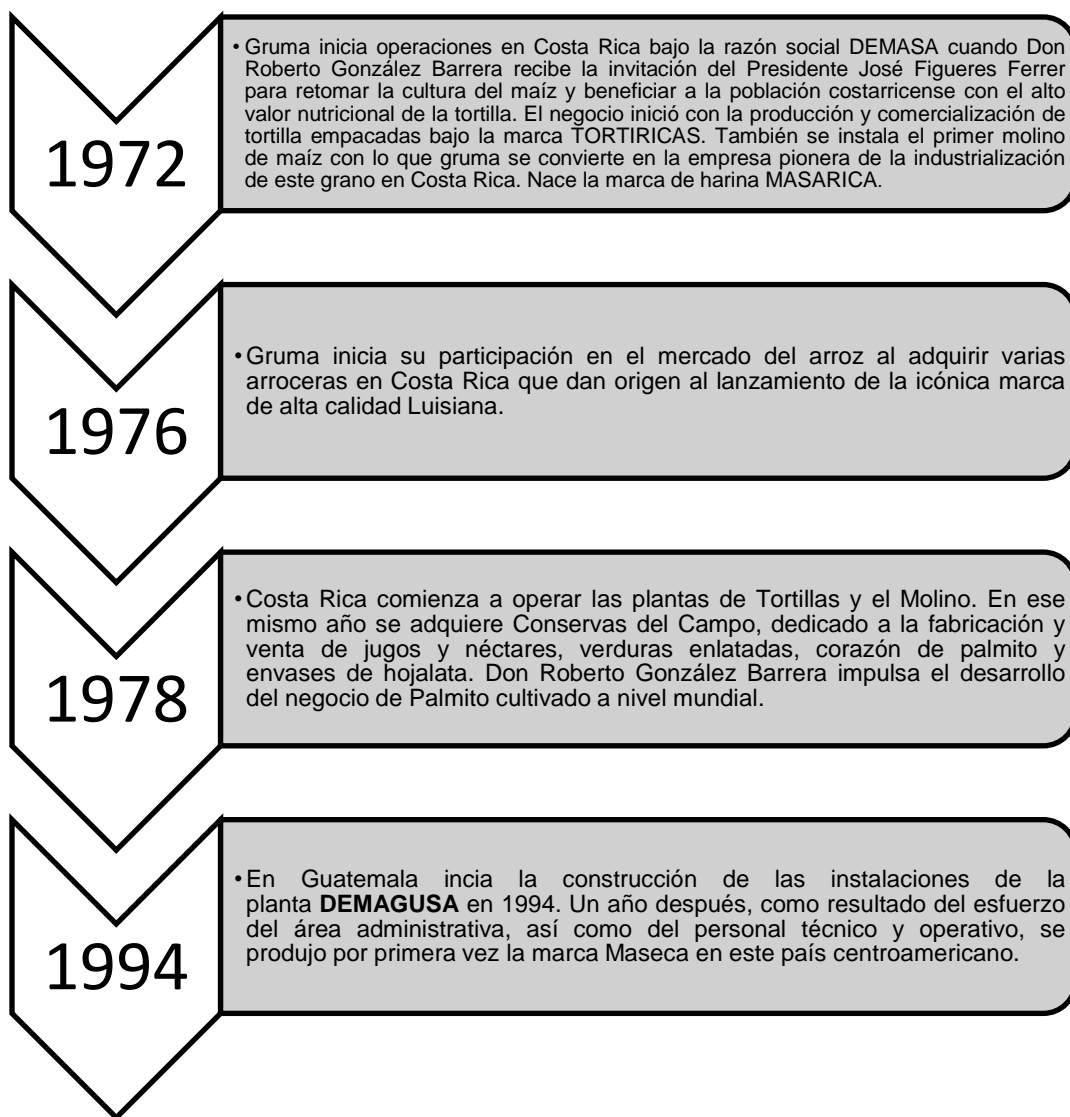 1972
• Gruma inicia operaciones en Costa Rica bajo la razón social DEMASA cuando Don
Roberto González Barrera recibe la invitación del Presidente José Figueres Ferrer
para retomar la cultura del maíz y beneficiar a la población costarricense con el alto
valor nutricional de la tortilla. El negocio inició con la producción y comercialización de
tortilla empacadas bajo la marca TORTIRICAS. También se instala el primer molino
de maíz con lo que gruma se convierte en la empresa pionera de la industrialización
de este grano en Costa Rica. Nace la marca de harina MASARICA.
1976
• Gruma inicia su participación en el mercado del arroz al adquirir varias
arroceras en Costa Rica que dan origen al lanzamiento de la icónica marca
de alta calidad Luisiana.
1978
• Costa Rica comienza a operar las plantas de Tortillas y el Molino. En ese
mismo año se adquiere Conservas del Campo, dedicado a la fabricación y
venta de jugos y néctares, verduras enlatadas, corazón de palmito y
envases de hojalata. Don Roberto González Barrera impulsa el desarrollo
del negocio de Palmito cultivado a nivel mundial.
1994
• En Guatemala incia la construcción de las instalaciones de la
planta DEMAGUSA en 1994. Un año después, como resultado del esfuerzo
del área administrativa, así como del personal técnico y operativo, se
produjo por primera vez la marca Maseca en este país centroamericano.